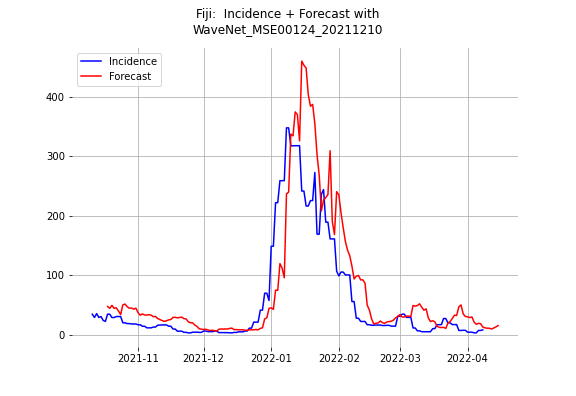 Fiji:  Incidence + Forecast with
WaveNet_MSE00124_20211210
Incidence
Forecast
400
300
200
100
0
2021-11 2021-12 2022-01 2022-02 2022-03 2022-04